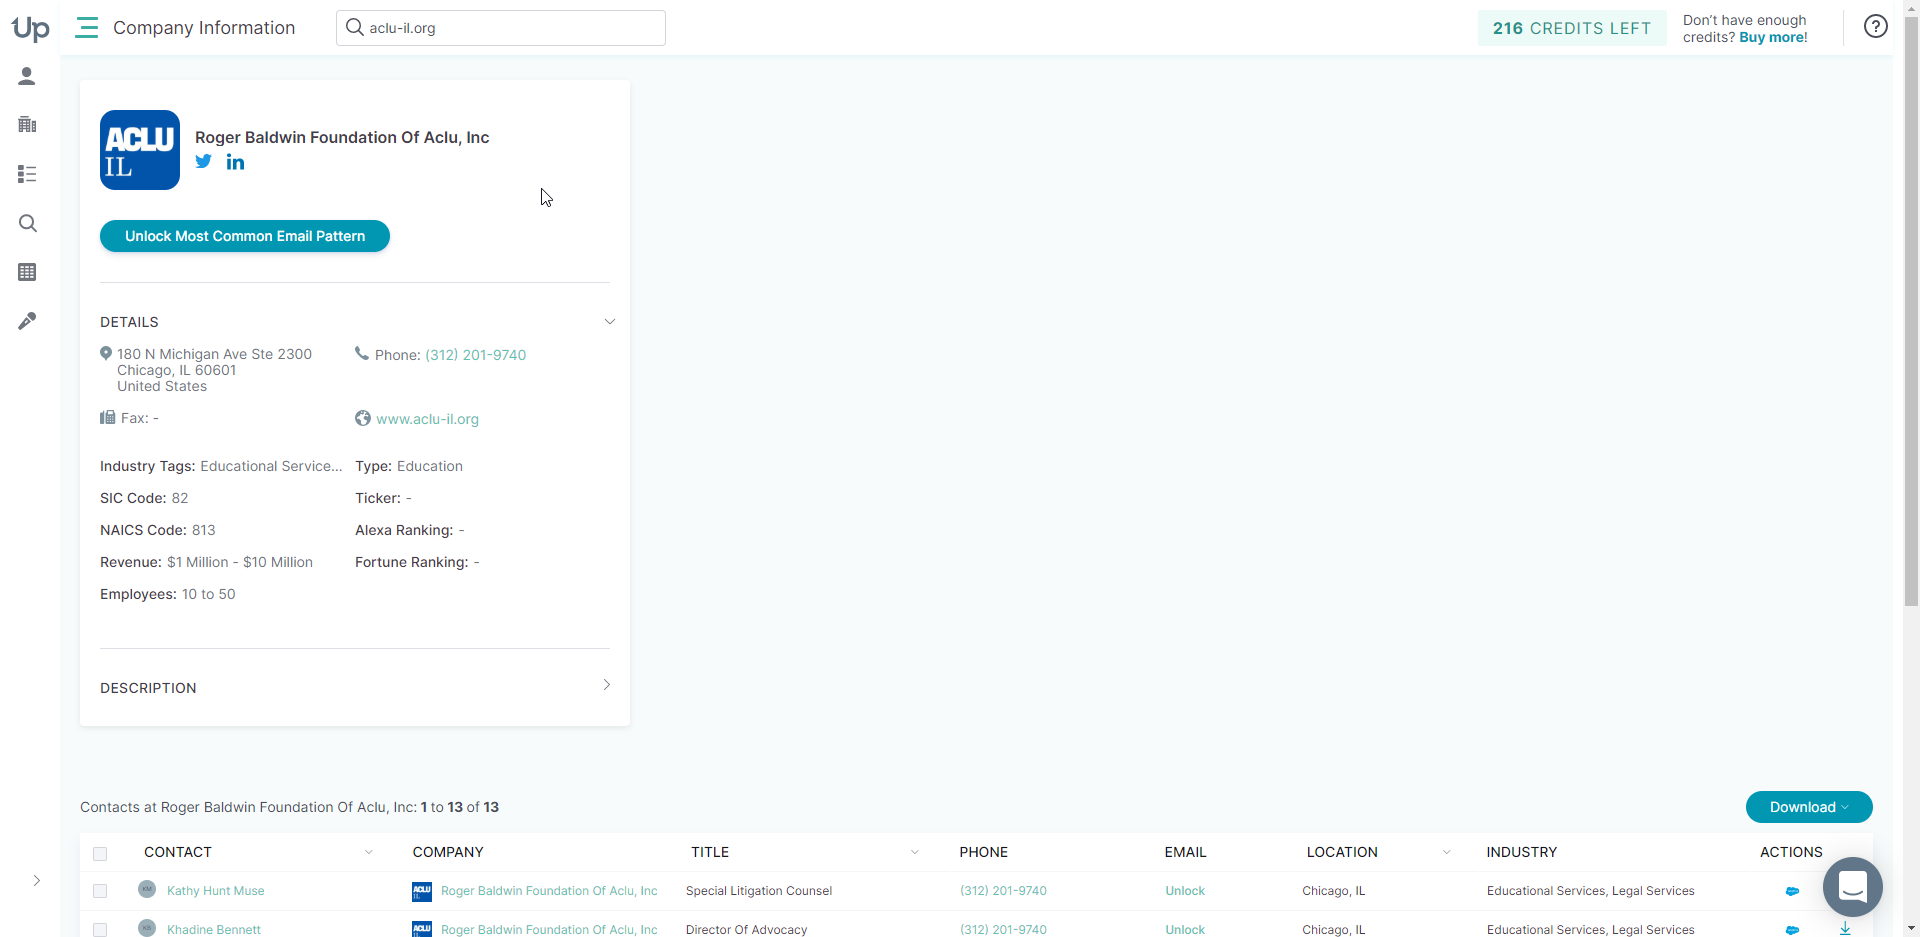 Up
Company Information
aclu-il.org
216 CREDITS LEFT
Don't have enough
credits? Buy more!
ACLU
IL
Roger Baldwin Foundation Of Aclu, Inc
Unlock Most Common Email Pattern
DETAILS
180 N Michigan Ave Ste 2300
Chicago, IL 60601
United States
Phone: (312) 201-9740
Fax: -
www.aclu-il.org
Industry Tags: Educational Service...
Type: Education
SIC Code: 82
Ticker: -
NAICS Code: 813
Alexa Ranking: -
Revenue: $1 Million - $10 Million
Fortune Ranking: -
Employees: 10 to 50
DESCRIPTION
Contacts at Roger Baldwin Foundation Of Aclu, Inc: 1 to 13 of 13
Download
CONTACT COMPANY TITLE PHONE EMAIL LOCATION INDUSTRY ACTIONS
KM Kathy Hunt Muse ACLU IL Roger Baldwin Foundation Of Aclu, Inc Special Litigation Counsel (312) 201-9740 Unlock Chicago, IL Educational Services, Legal Services
KB Khadine Bennett ACLU Roger Baldwin Foundation Of Aclu, Inc Director Of Advocacy (312) 201-9740 Unlock Chicago, IL Educational Services, Legal Services